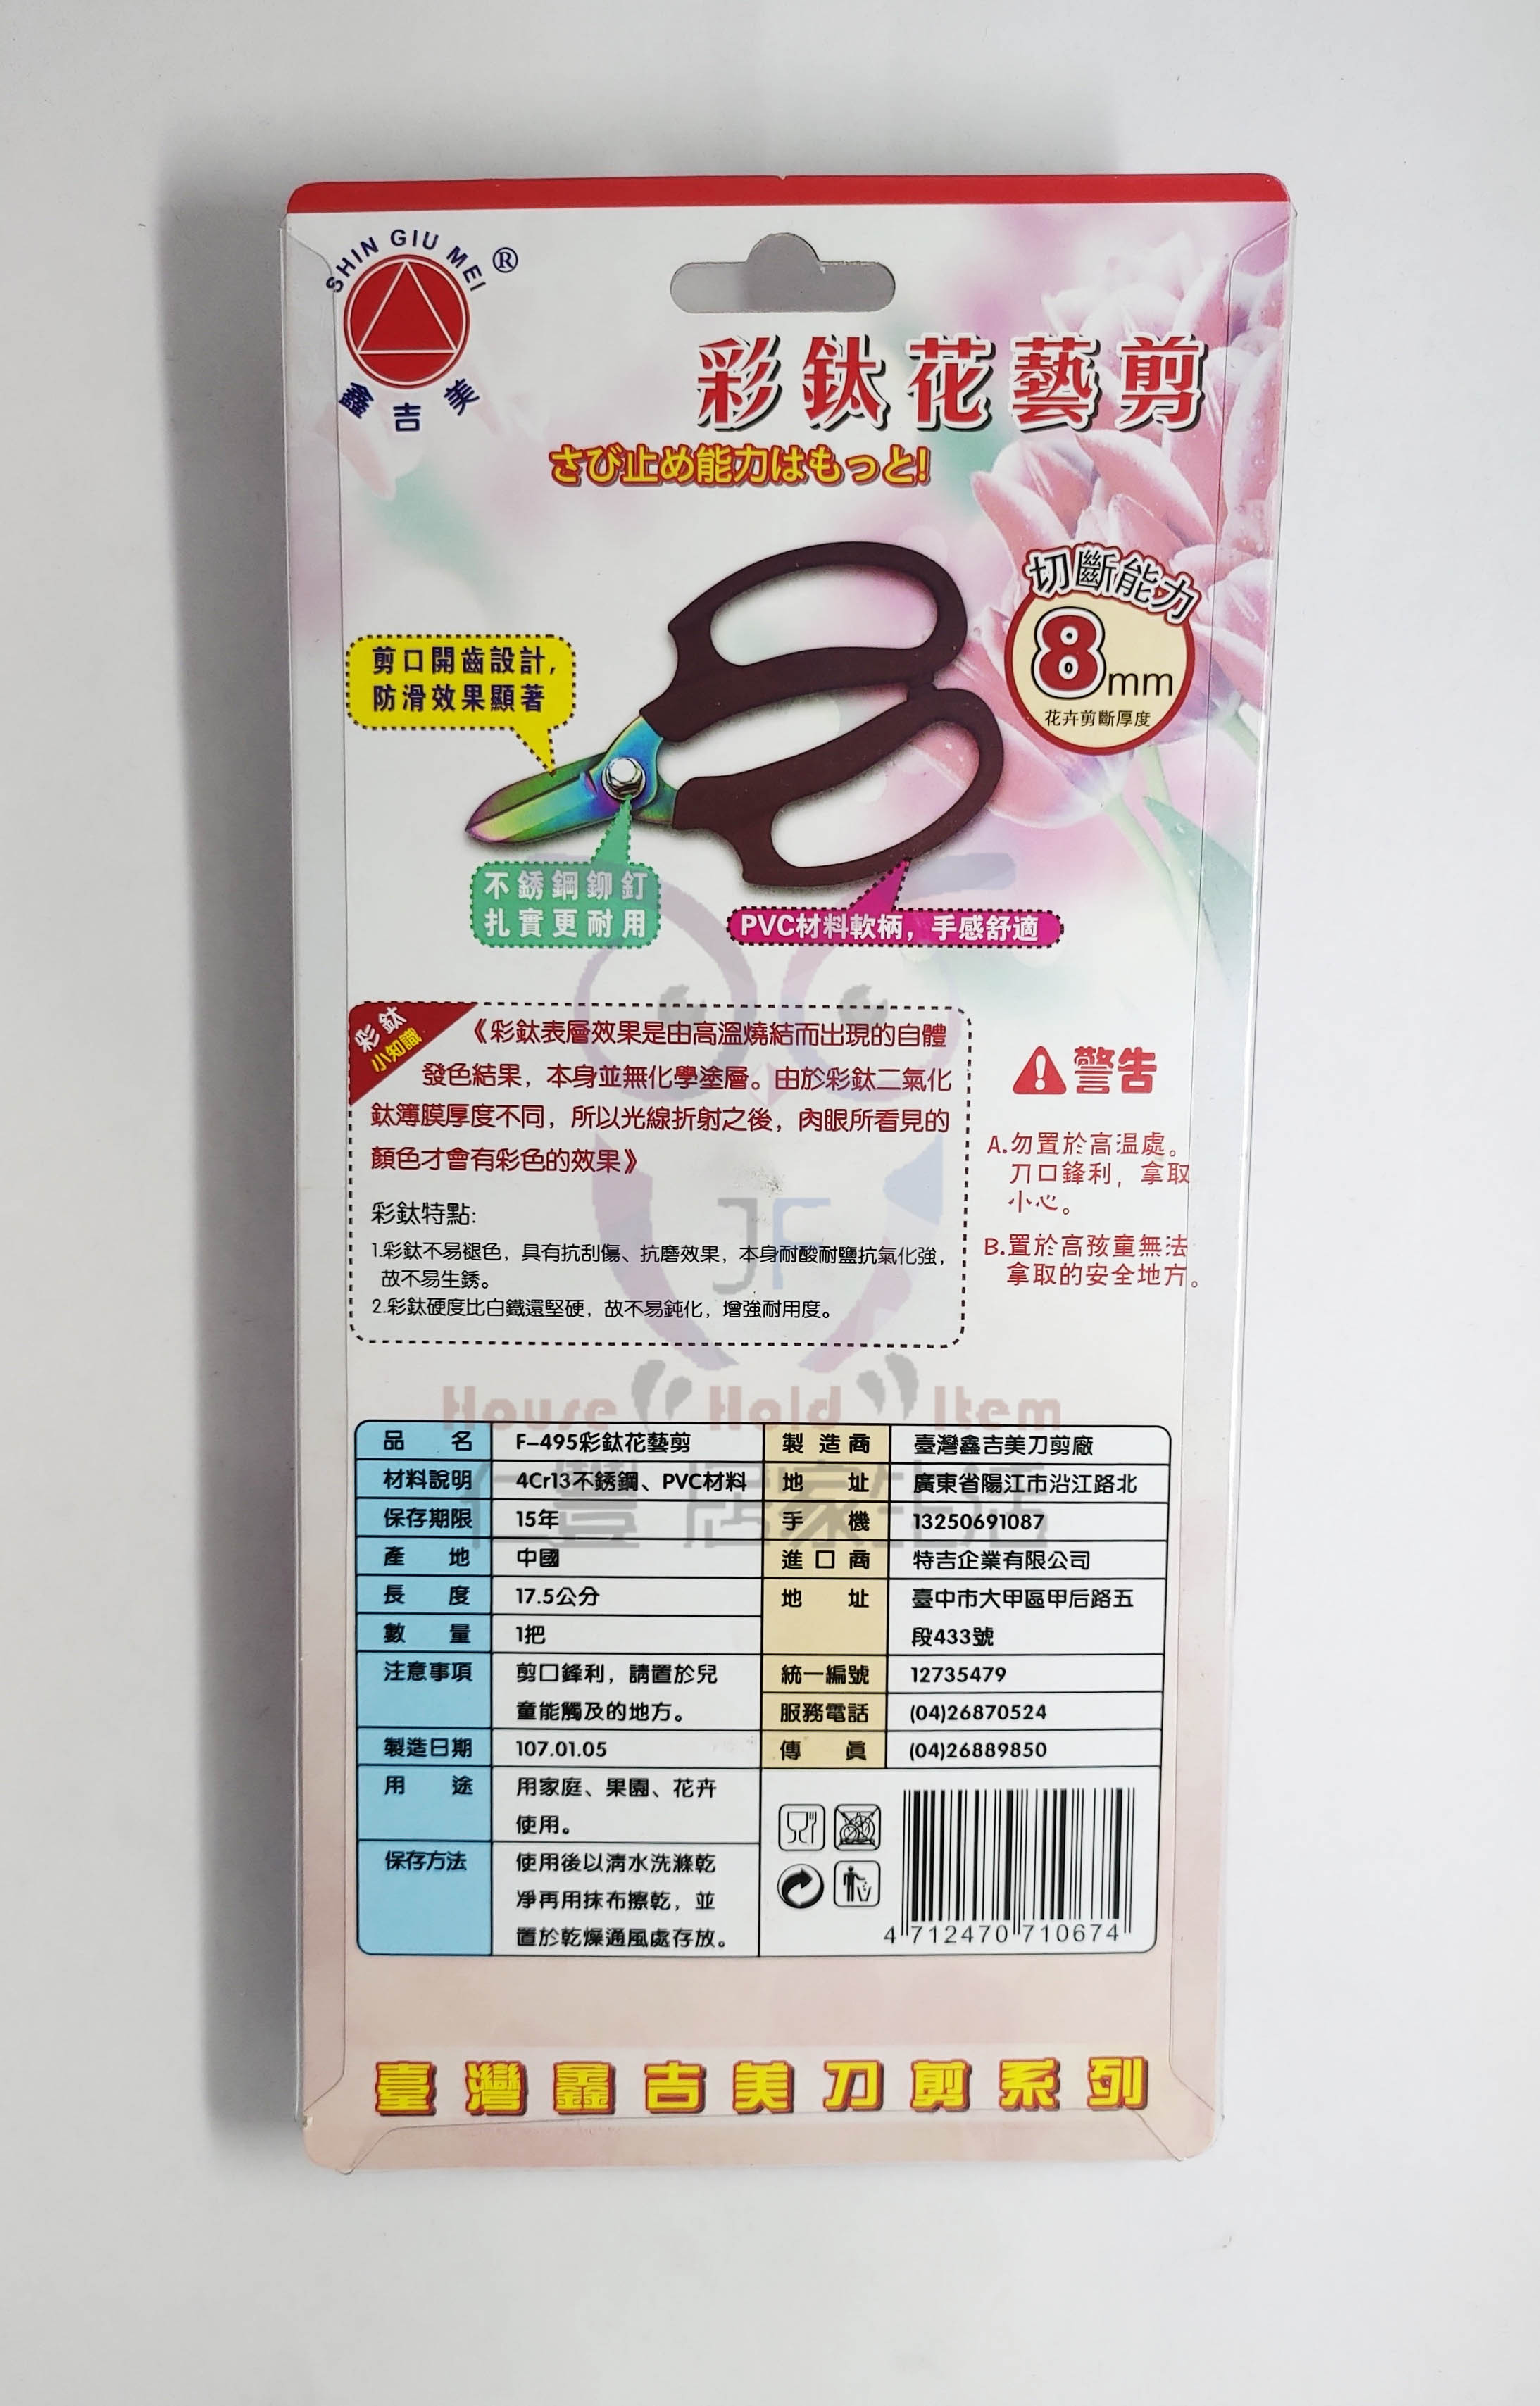 SHIN GIU MEI ®
鑫吉美
彩鈦花藝剪
さび止め能力はもっと!
切斷能力
8mm
花卉剪斷厚度
剪口開齒設計,
防滑效果顯著
不銹鋼鉚釘
扎實更耐用
PVC材料軟柄，手感舒適
彩鈦
小知識
《彩鈦表層效果是由高溫燒結而出現的自體
發色結果，本身並無化學塗層。由於彩鈦二氧化
鈦簿膜厚度不同，所以光線折射之後，肉眼所看見的
顏色才會有彩色的效果》
彩鈦特點:
1.彩鈦不易褪色，具有抗刮傷、抗磨效果，本身耐酸耐鹽抗氧化強，
故不易生銹。
2.彩鈦硬度比白鐵還堅硬，故不易鈍化，增強耐用度。
警告
A.勿置於高溫處。
刀口鋒利，拿取
小心。
B.置於高孩童無法
拿取的安全地方。
JF
House Hold Item
仁豐 居家生活
品名 F-495彩鈦花藝剪
材料說明 4Cr13不銹鋼、PVC材料
保存期限 15年
產地 中國
長度 17.5公分
數量 1把
注意事項 剪口鋒利，請置於兒
童能觸及的地方。
製造日期 107.01.05
用途 用家庭、果園、花卉
使用。
保存方法 使用後以清水洗滌乾
凈再用抹布擦乾，並
置於乾燥通風處存放。
製造商 臺灣鑫吉美刀剪廠
地址 廣東省陽江市沿江路北
手機 13250691087
進口商 特吉企業有限公司
地址 臺中市大甲區甲后路五
段433號
統一編號 12735479
服務電話 (04)26870524
傳真 (04)26889850
4 712470 710674
臺灣鑫吉美刀剪系列